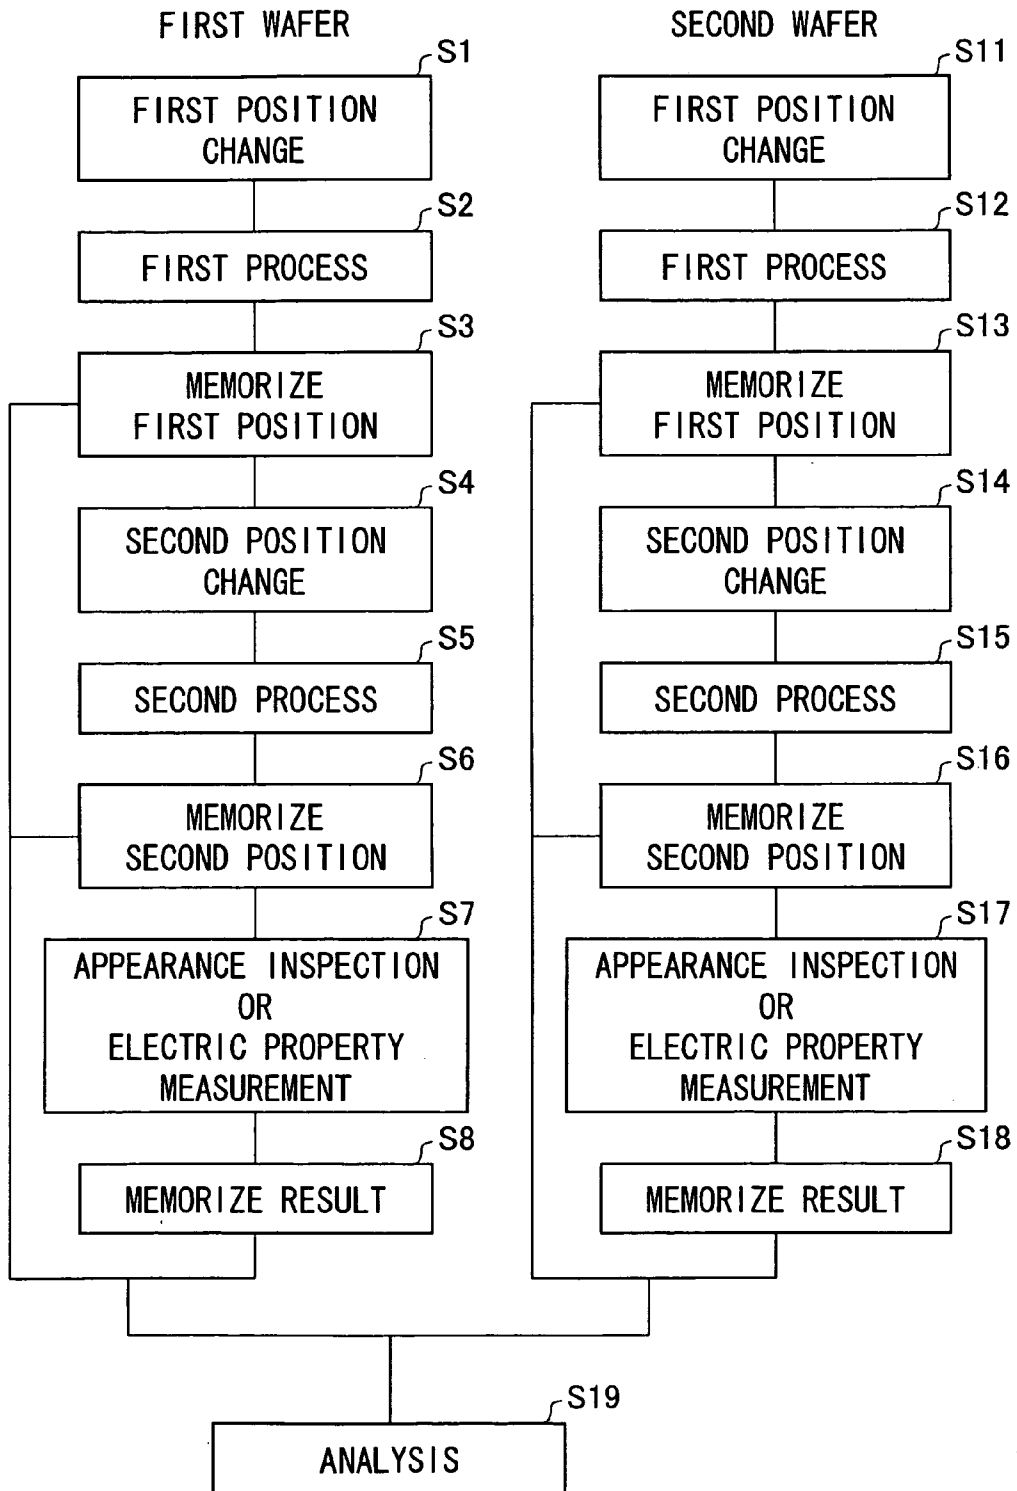 FIRST WAFER
S1
FIRST POSITION
CHANGE
S2
FIRST PROCESS
S3
MEMORIZE
FIRST POSITION
S4
SECOND POSITION
CHANGE
S5
SECOND PROCESS
S6
MEMORIZE
SECOND POSITION
S7
APPEARANCE INSPECTION
OR
ELECTRIC PROPERTY
MEASUREMENT
S8
MEMORIZE RESULT
SECOND WAFER
S11
FIRST POSITION
CHANGE
S12
FIRST PROCESS
S13
MEMORIZE
FIRST POSITION
S14
SECOND POSITION
CHANGE
S15
SECOND PROCESS
S16
MEMORIZE
SECOND POSITION
S17
APPEARANCE INSPECTION
OR
ELECTRIC PROPERTY
MEASUREMENT
S18
MEMORIZE RESULT
S19
ANALYSIS